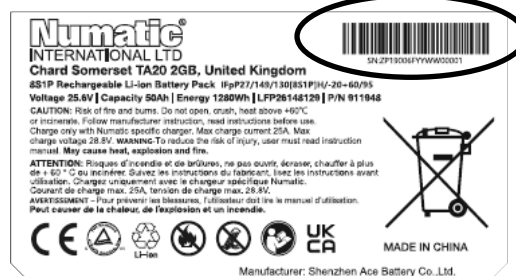 Numatic
INTERNATIONAL LTD
Chard Somerset TA20 2GB, United Kingdom
8S1P Rechargeable Li-ion Battery Pack IFpP27/149/130[8S1P]H/-20+60/95
Voltage 25.6V | Capacity 50Ah | Energy 1280Wh | LFP26148129 | P/N 911948
CAUTION: Risk of fire and burns. Do not open, crush, heat above +60°C
or incinerate. Follow manufacturer instruction, read instructions before use.
Charge only with Numatic specific charger. Max charge current 25A. Max
charge voltage 28.8V. WARNING-To reduce the risk of injury, user must read instruction
manual. May cause heat, explosion and fire.
ATTENTION: Risques d'incendie et de brûlures, ne pas ouvrir, écraser, chauffer à plus
de + 60 ° C ou incinérer. Suivez les instructions du fabricant, lisez les instructions avant
utilisation. Chargez uniquement avec le chargeur spécifique Numatic.
Courant de charge max. 25A, tension de charge max. 28.8V.
AVERTISSEMENT – Pour prévenir les blessures, l'utilisateur doit lire le manuel d'utilisation.
Peut causer de la chaleur, de l'explosion et un incendie.
CE
Li-ion
UK
CA
SN:ZP19006FYYWW00001
MADE IN CHINA
Manufacturer: Shenzhen Ace Battery Co.,Ltd.